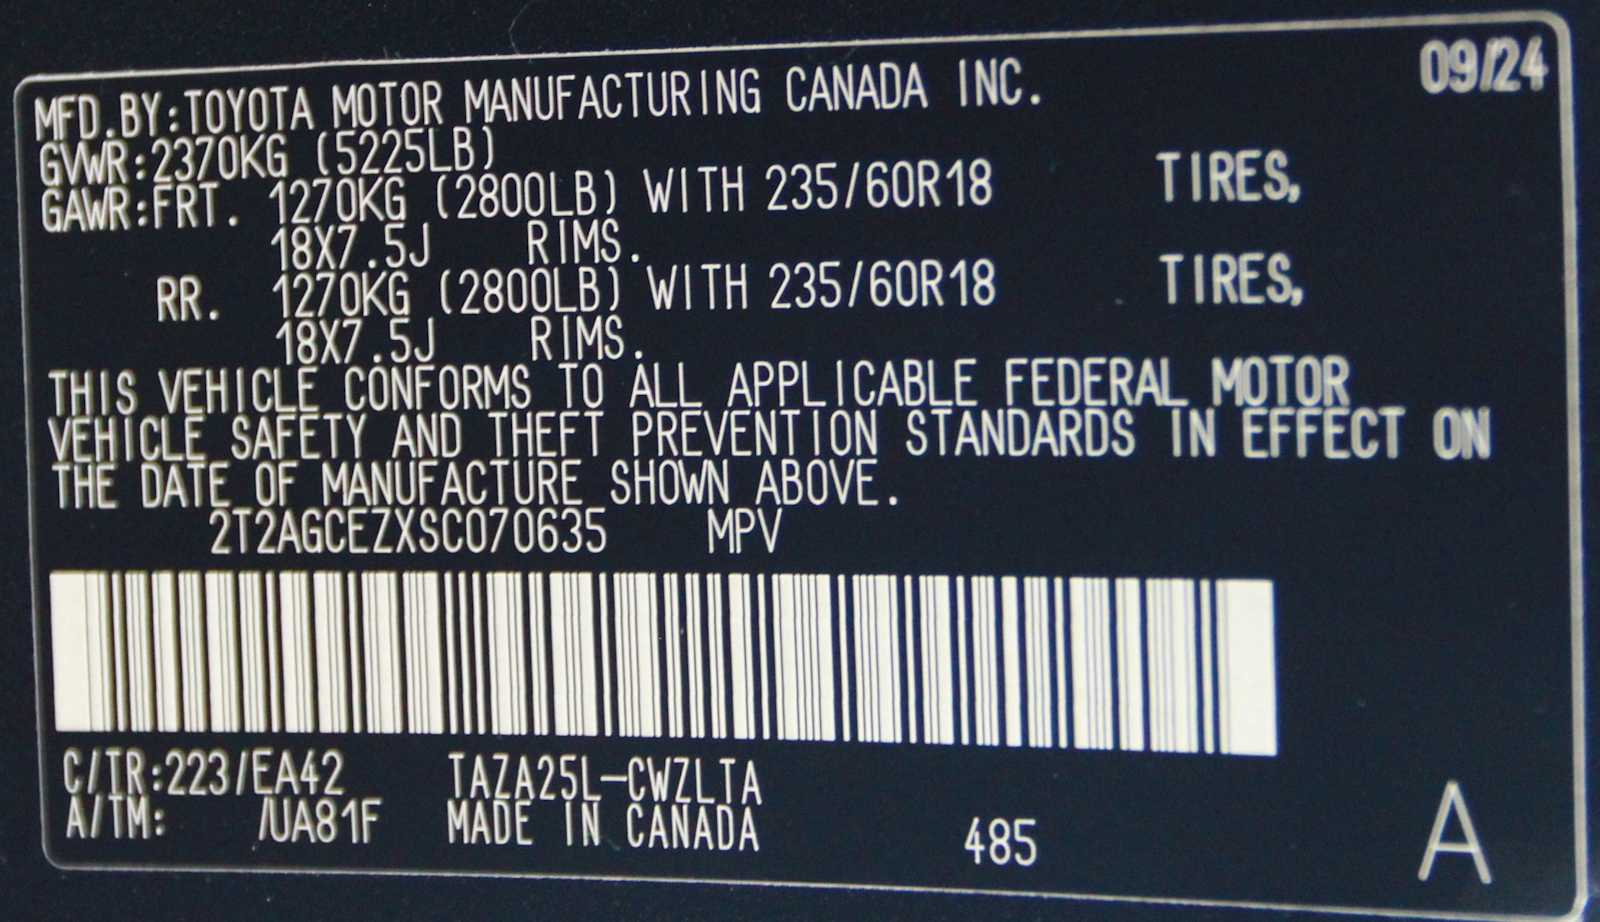 09/24
MFD.BY:TOYOTA MOTOR MANUFACTURING CANADA INC.
GVWR:2370KG (5225LB)
GAWR:FRT. 1270KG (2800LB) WITH 235/60R18 TIRES,
18X7.5J RIMS.
RR. 1270KG (2800LB) WITH 235/60R18 TIRES,
18X7.5J RIMS.
THIS VEHICLE CONFORMS TO ALL APPLICABLE FEDERAL MOTOR
VEHICLE SAFETY AND THEFT PREVENTION STANDARDS IN EFFECT ON
THE DATE OF MANUFACTURE SHOWN ABOVE.
2T2AGCEZXSC070635 MPV
C/TR:223/EA42 TAZA25L-CWZLTA
A/TM: /UA81F MADE IN CANADA
485
A